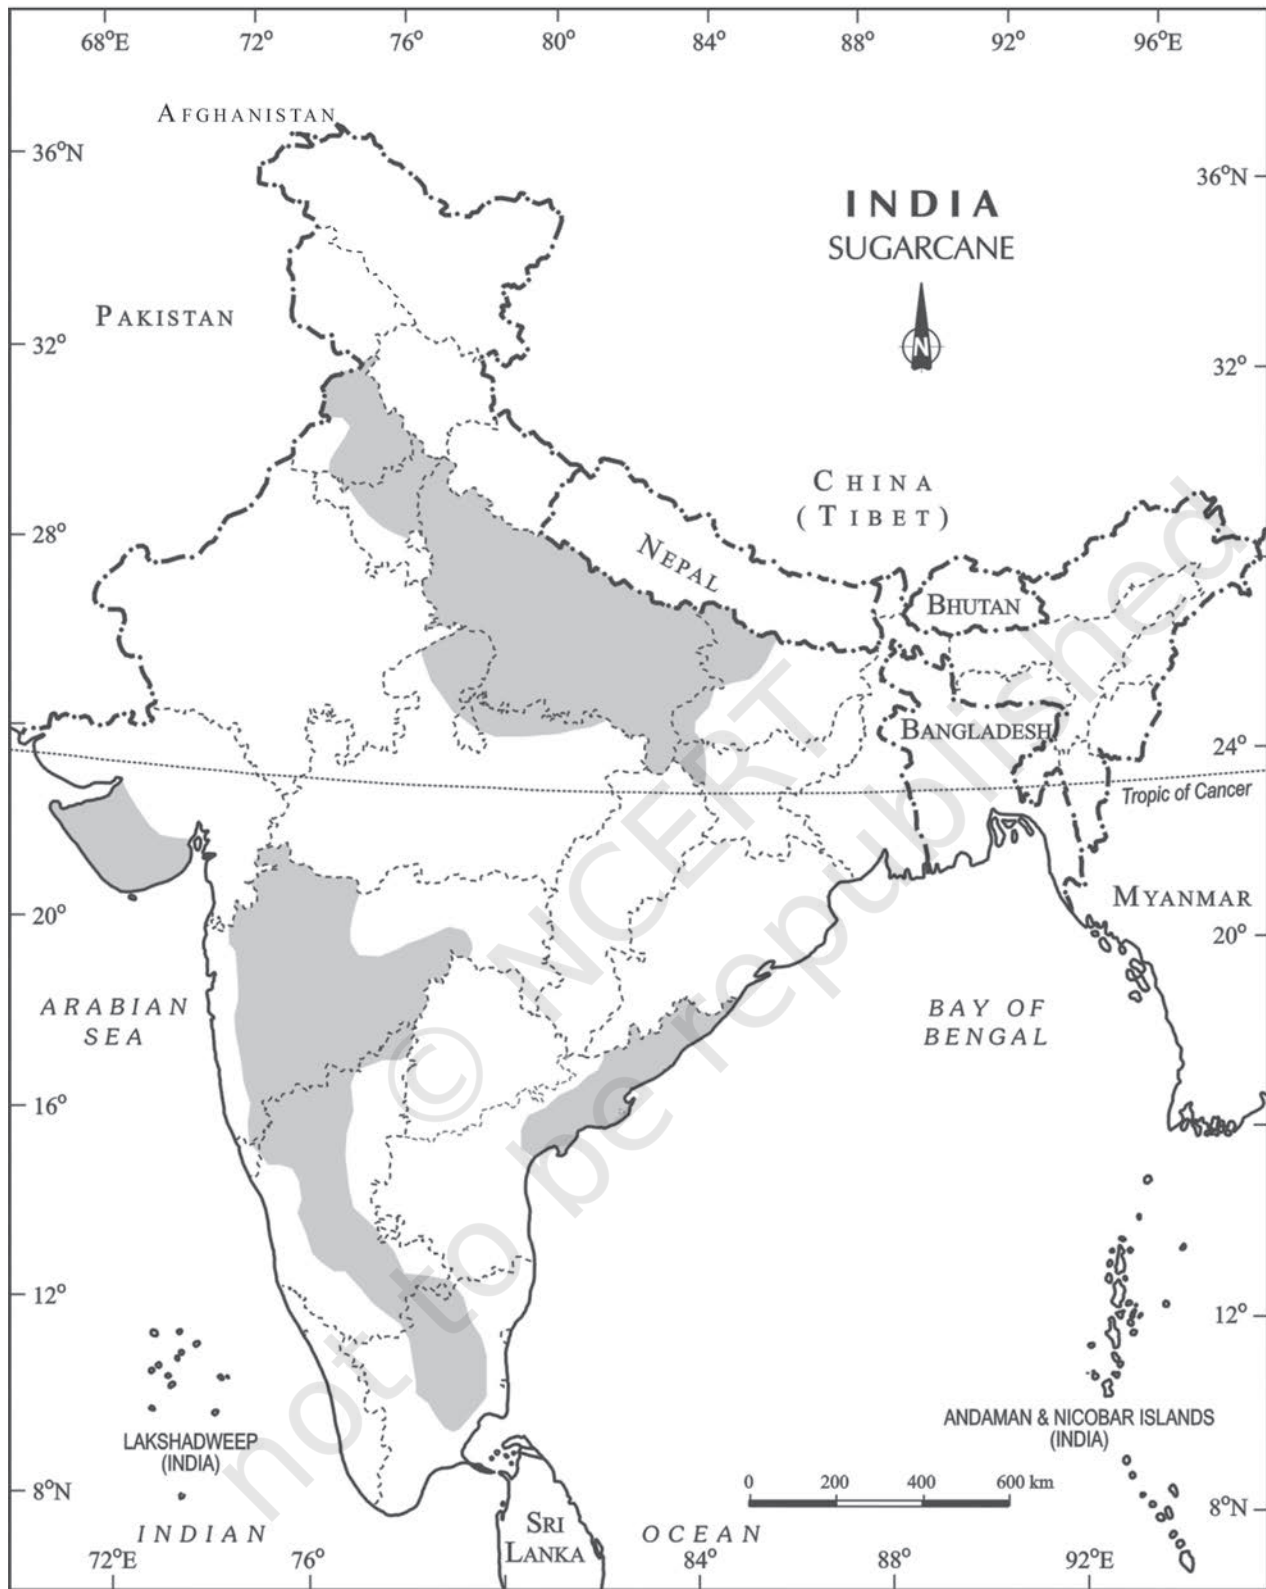 68°E 72° 76° 80° 84° 88° 92° 96°E
AFGHANISTAN
36°N
36°N
INDIA
SUGARCANE
N
PAKISTAN
32°
32°
CHINA
(TIBET)
28°
NEPAL
BHUTAN
BANGLADESH
24°
Tropic of Cancer
MYANMAR
20°
20°
ARABIAN
SEA
BAY OF
BENGAL
16°
12°
12°
LAKSHADWEEP
(INDIA)
ANDAMAN & NICOBAR ISLANDS
(INDIA)
0 200 400 600 km
8°N
8°N
SRI
LANKA
INDIAN OCEAN
72°E 76° 84° 88° 92°E
© NCERT
not to be republished